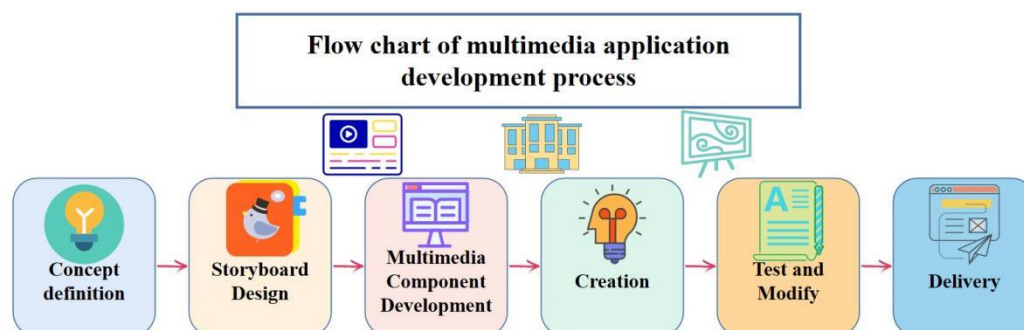 Flow chart of multimedia application
development process
Concept
definition
Storyboard
Design
Multimedia
Component
Development
Creation
A
Test and
Modify
Delivery